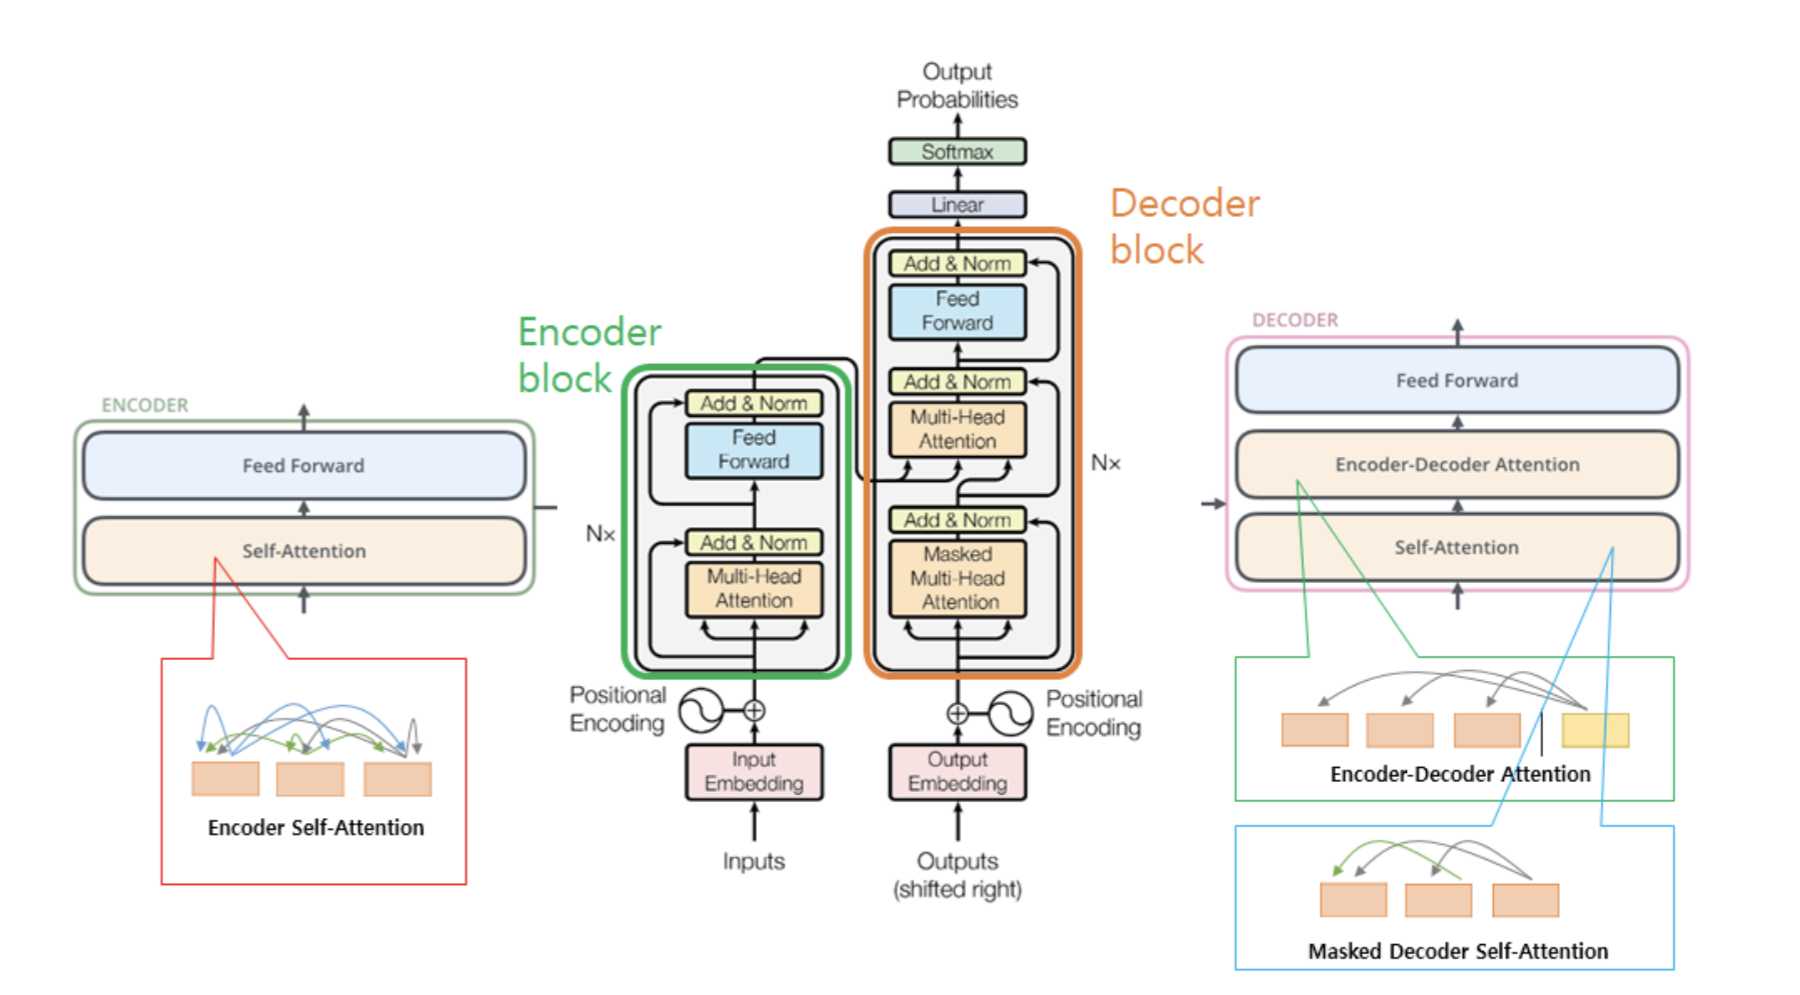 Output
Probabilities
Softmax
Linear
Decoder
block
Add & Norm
Feed
Forward
Add & Norm
Multi-Head
Attention
Nx
Add & Norm
Masked
Multi-Head
Attention
Positional
Encoding
Output
Embedding
Outputs
(shifted right)
Encoder
block
Add & Norm
Feed
Forward
Nx
Add & Norm
Multi-Head
Attention
Positional
Encoding
Input
Embedding
Inputs
ENCODER
Feed Forward
Self-Attention
Encoder Self-Attention
DECODER
Feed Forward
Encoder-Decoder Attention
Self-Attention
Encoder-Decoder Attention
Masked Decoder Self-Attention